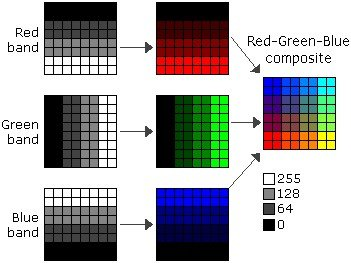 Red
band
Red-Green-Blue
composite
Green
band
Blue
band
255
128
64
0